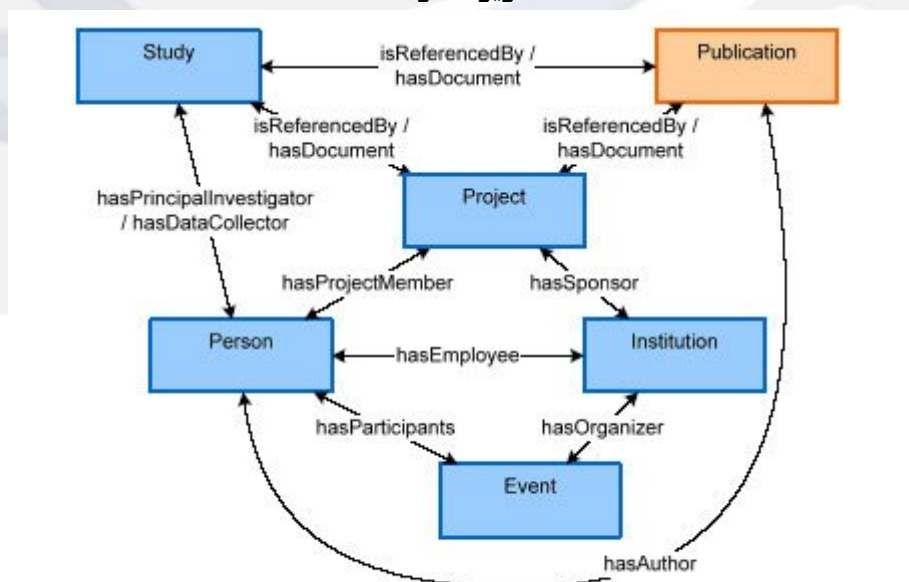 Study
isReferencedBy /
hasDocument
Publication
isReferencedBy /
hasDocument
isReferencedBy /
hasDocument
Project
hasPrincipalInvestigator
/ hasDataCollector
hasProjectMember
hasSponsor
Person
hasEmployee
Institution
hasParticipants
hasOrganizer
Event
hasAuthor